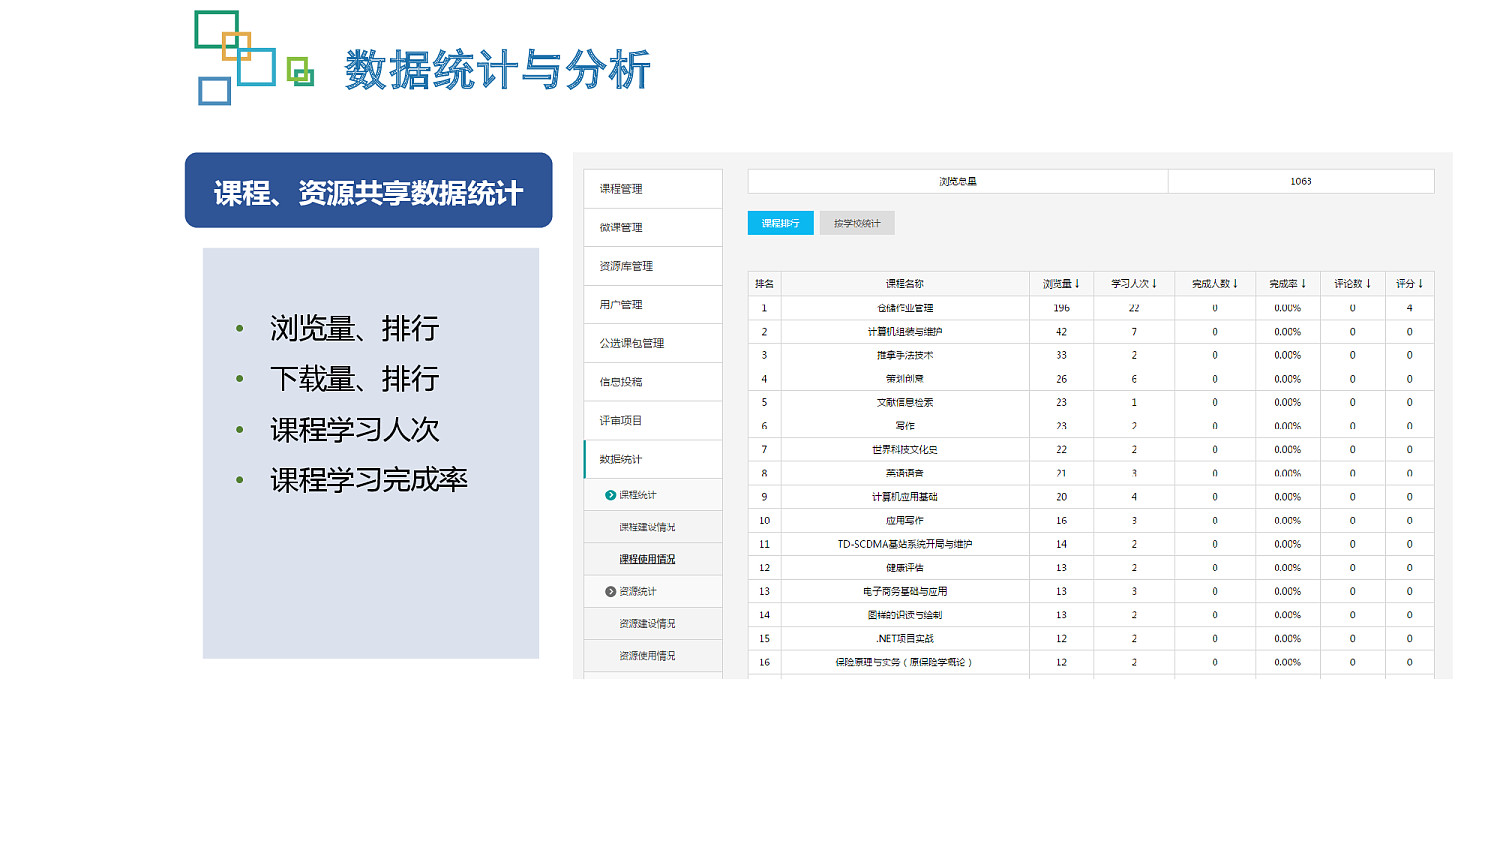 数据统计与分析
课程、资源共享数据统计
• 浏览量、排行
• 下载量、排行
• 课程学习人次
• 课程学习完成率
课程管理
微课管理
资源库管理
用户管理
公选课包管理
信息投稿
评审项目
数据统计
课程统计
课程建设情况
课程使用情况
资源统计
资源建设情况
资源使用情况
浏览总量 1063
课程排行 按学校统计
排名 课程名称 浏览量↓ 学习人次↓ 完成人数↓ 完成率↓ 评论数↓ 评分↓
1 仓储作业管理 196 22 0 0.00% 0 4
2 计算机组装与维护 42 7 0 0.00% 0 0
3 推拿手法技术 33 2 0 0.00% 0 0
4 策划创意 26 6 0 0.00% 0 0
5 文献信息检索 23 1 0 0.00% 0 0
6 写作 23 2 0 0.00% 0 0
7 世界科技文化史 22 2 0 0.00% 0 0
8 英语语音 21 3 0 0.00% 0 0
9 计算机应用基础 20 4 0 0.00% 0 0
10 应用写作 16 3 0 0.00% 0 0
11 TD-SCDMA基站系统开局与维护 14 2 0 0.00% 0 0
12 健康评估 13 2 0 0.00% 0 0
13 电子商务基础与应用 13 3 0 0.00% 0 0
14 图样的识读与绘制 13 2 0 0.00% 0 0
15 .NET项目实战 12 2 0 0.00% 0 0
16 保险原理与实务（原保险学概论） 12 2 0 0.00% 0 0